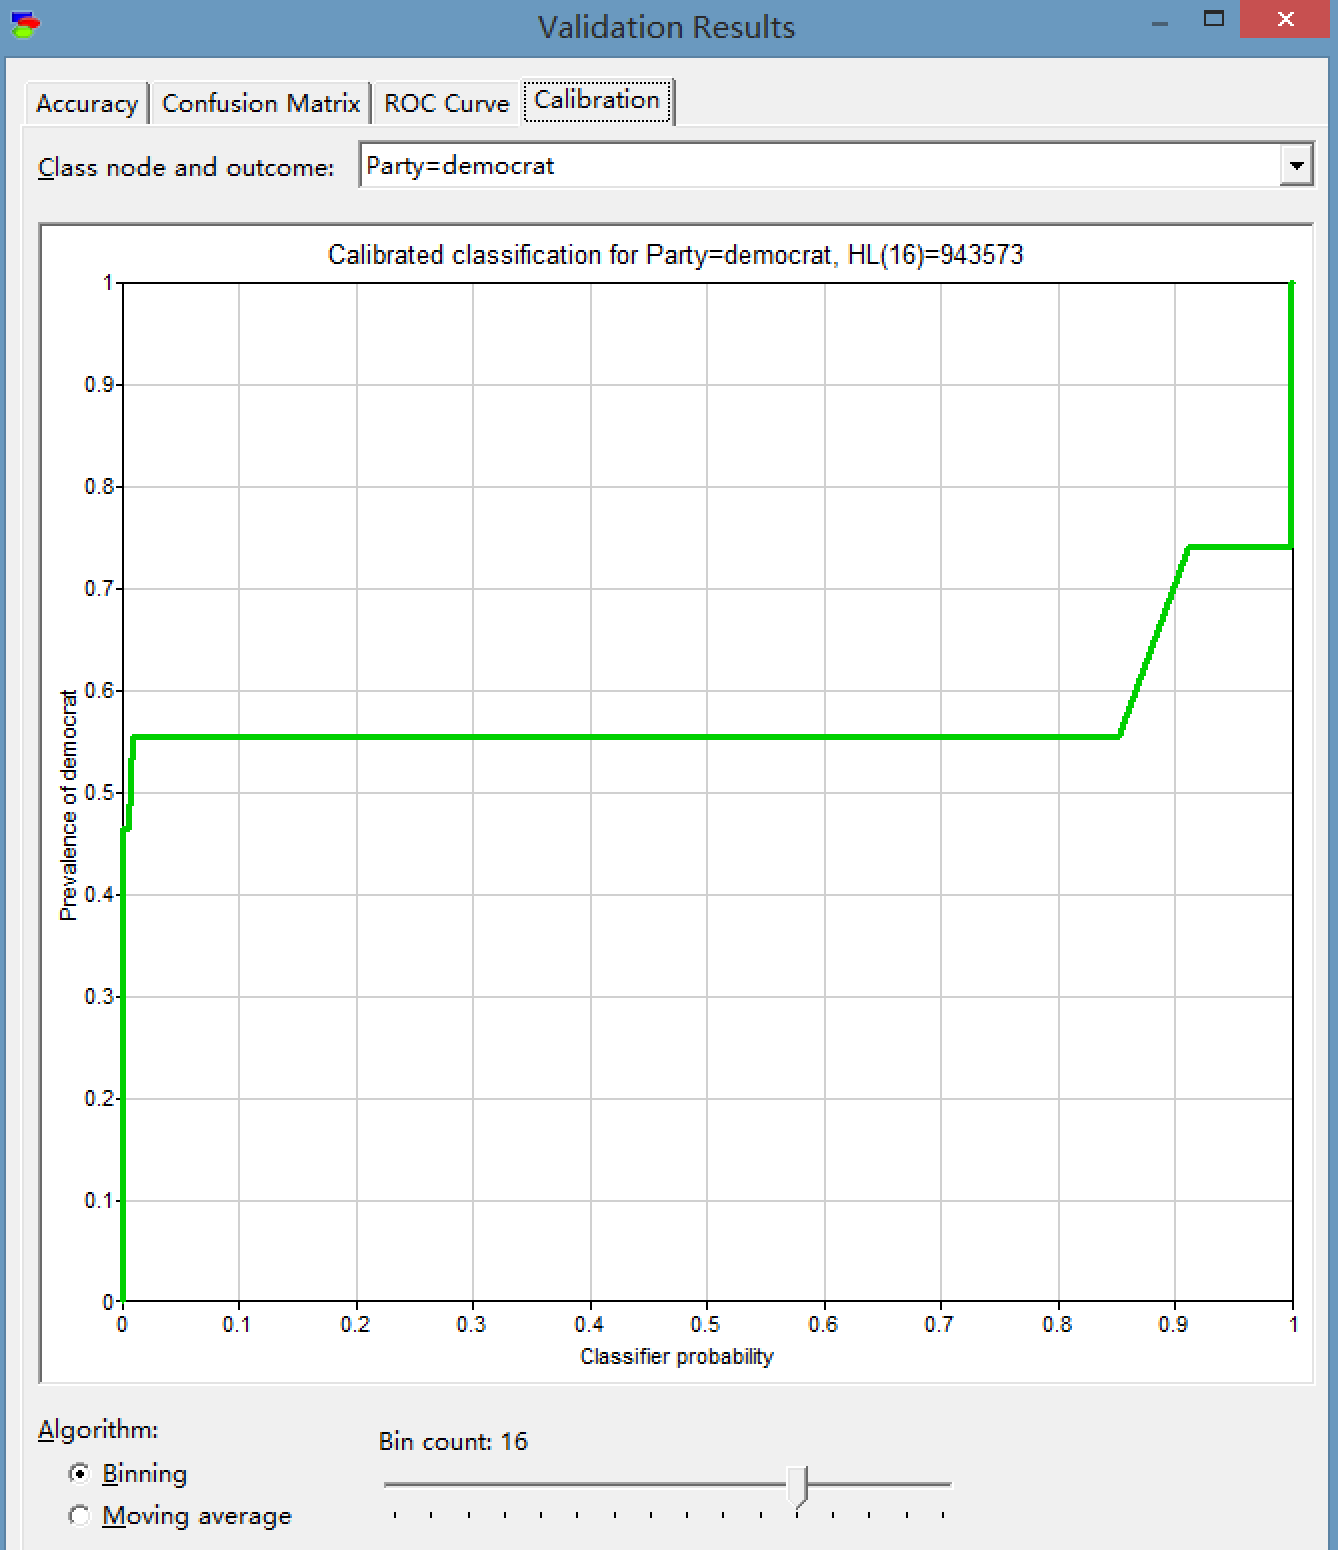 Validation Results
Accuracy Confusion Matrix ROC Curve Calibration
Class node and outcome: Party=democrat
Calibrated classification for Party=democrat, HL(16)=943573
1
0.9
0.8
0.7
0.6
0.5
0.4
0.3
0.2
0.1
0
Prevalence of democrat
0 0.1 0.2 0.3 0.4 0.5 0.6 0.7 0.8 0.9 1
Classifier probability
Algorithm:
Bin count: 16
Binning
Moving average